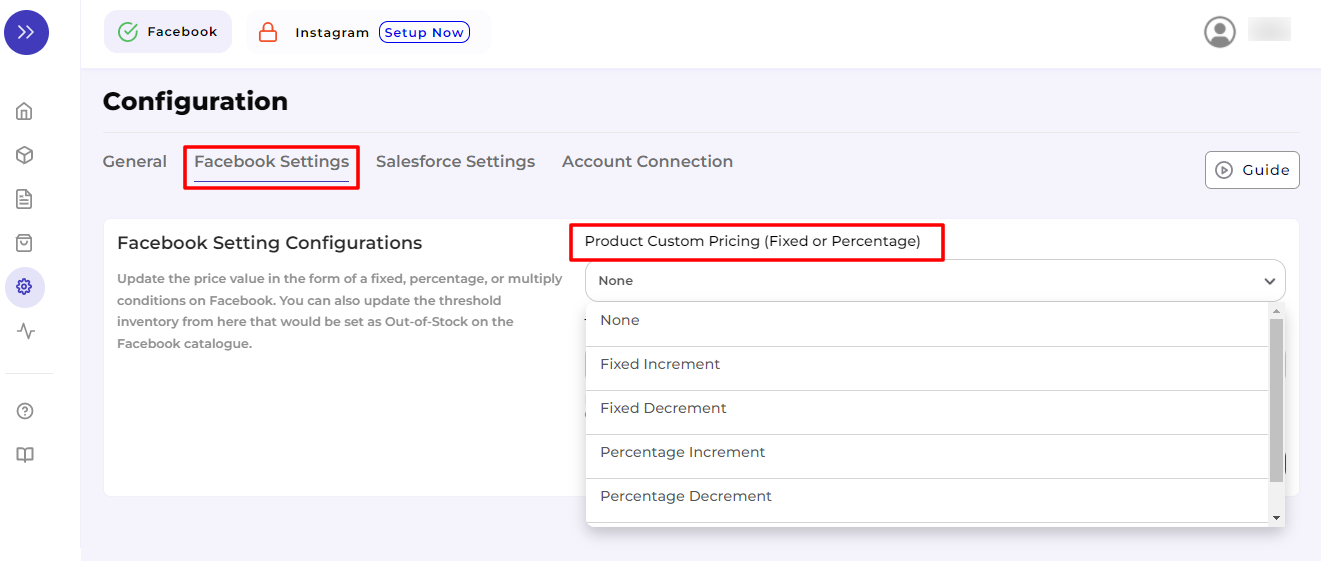 Facebook
Instagram Setup Now
Configuration
General Facebook Settings Salesforce Settings Account Connection
Guide
Facebook Setting Configurations
Update the price value in the form of a fixed, percentage, or multiply
conditions on Facebook. You can also update the threshold
inventory from here that would be set as Out-of-Stock on the
Facebook catalogue.
Product Custom Pricing (Fixed or Percentage)
None
None
Fixed Increment
Fixed Decrement
Percentage Increment
Percentage Decrement